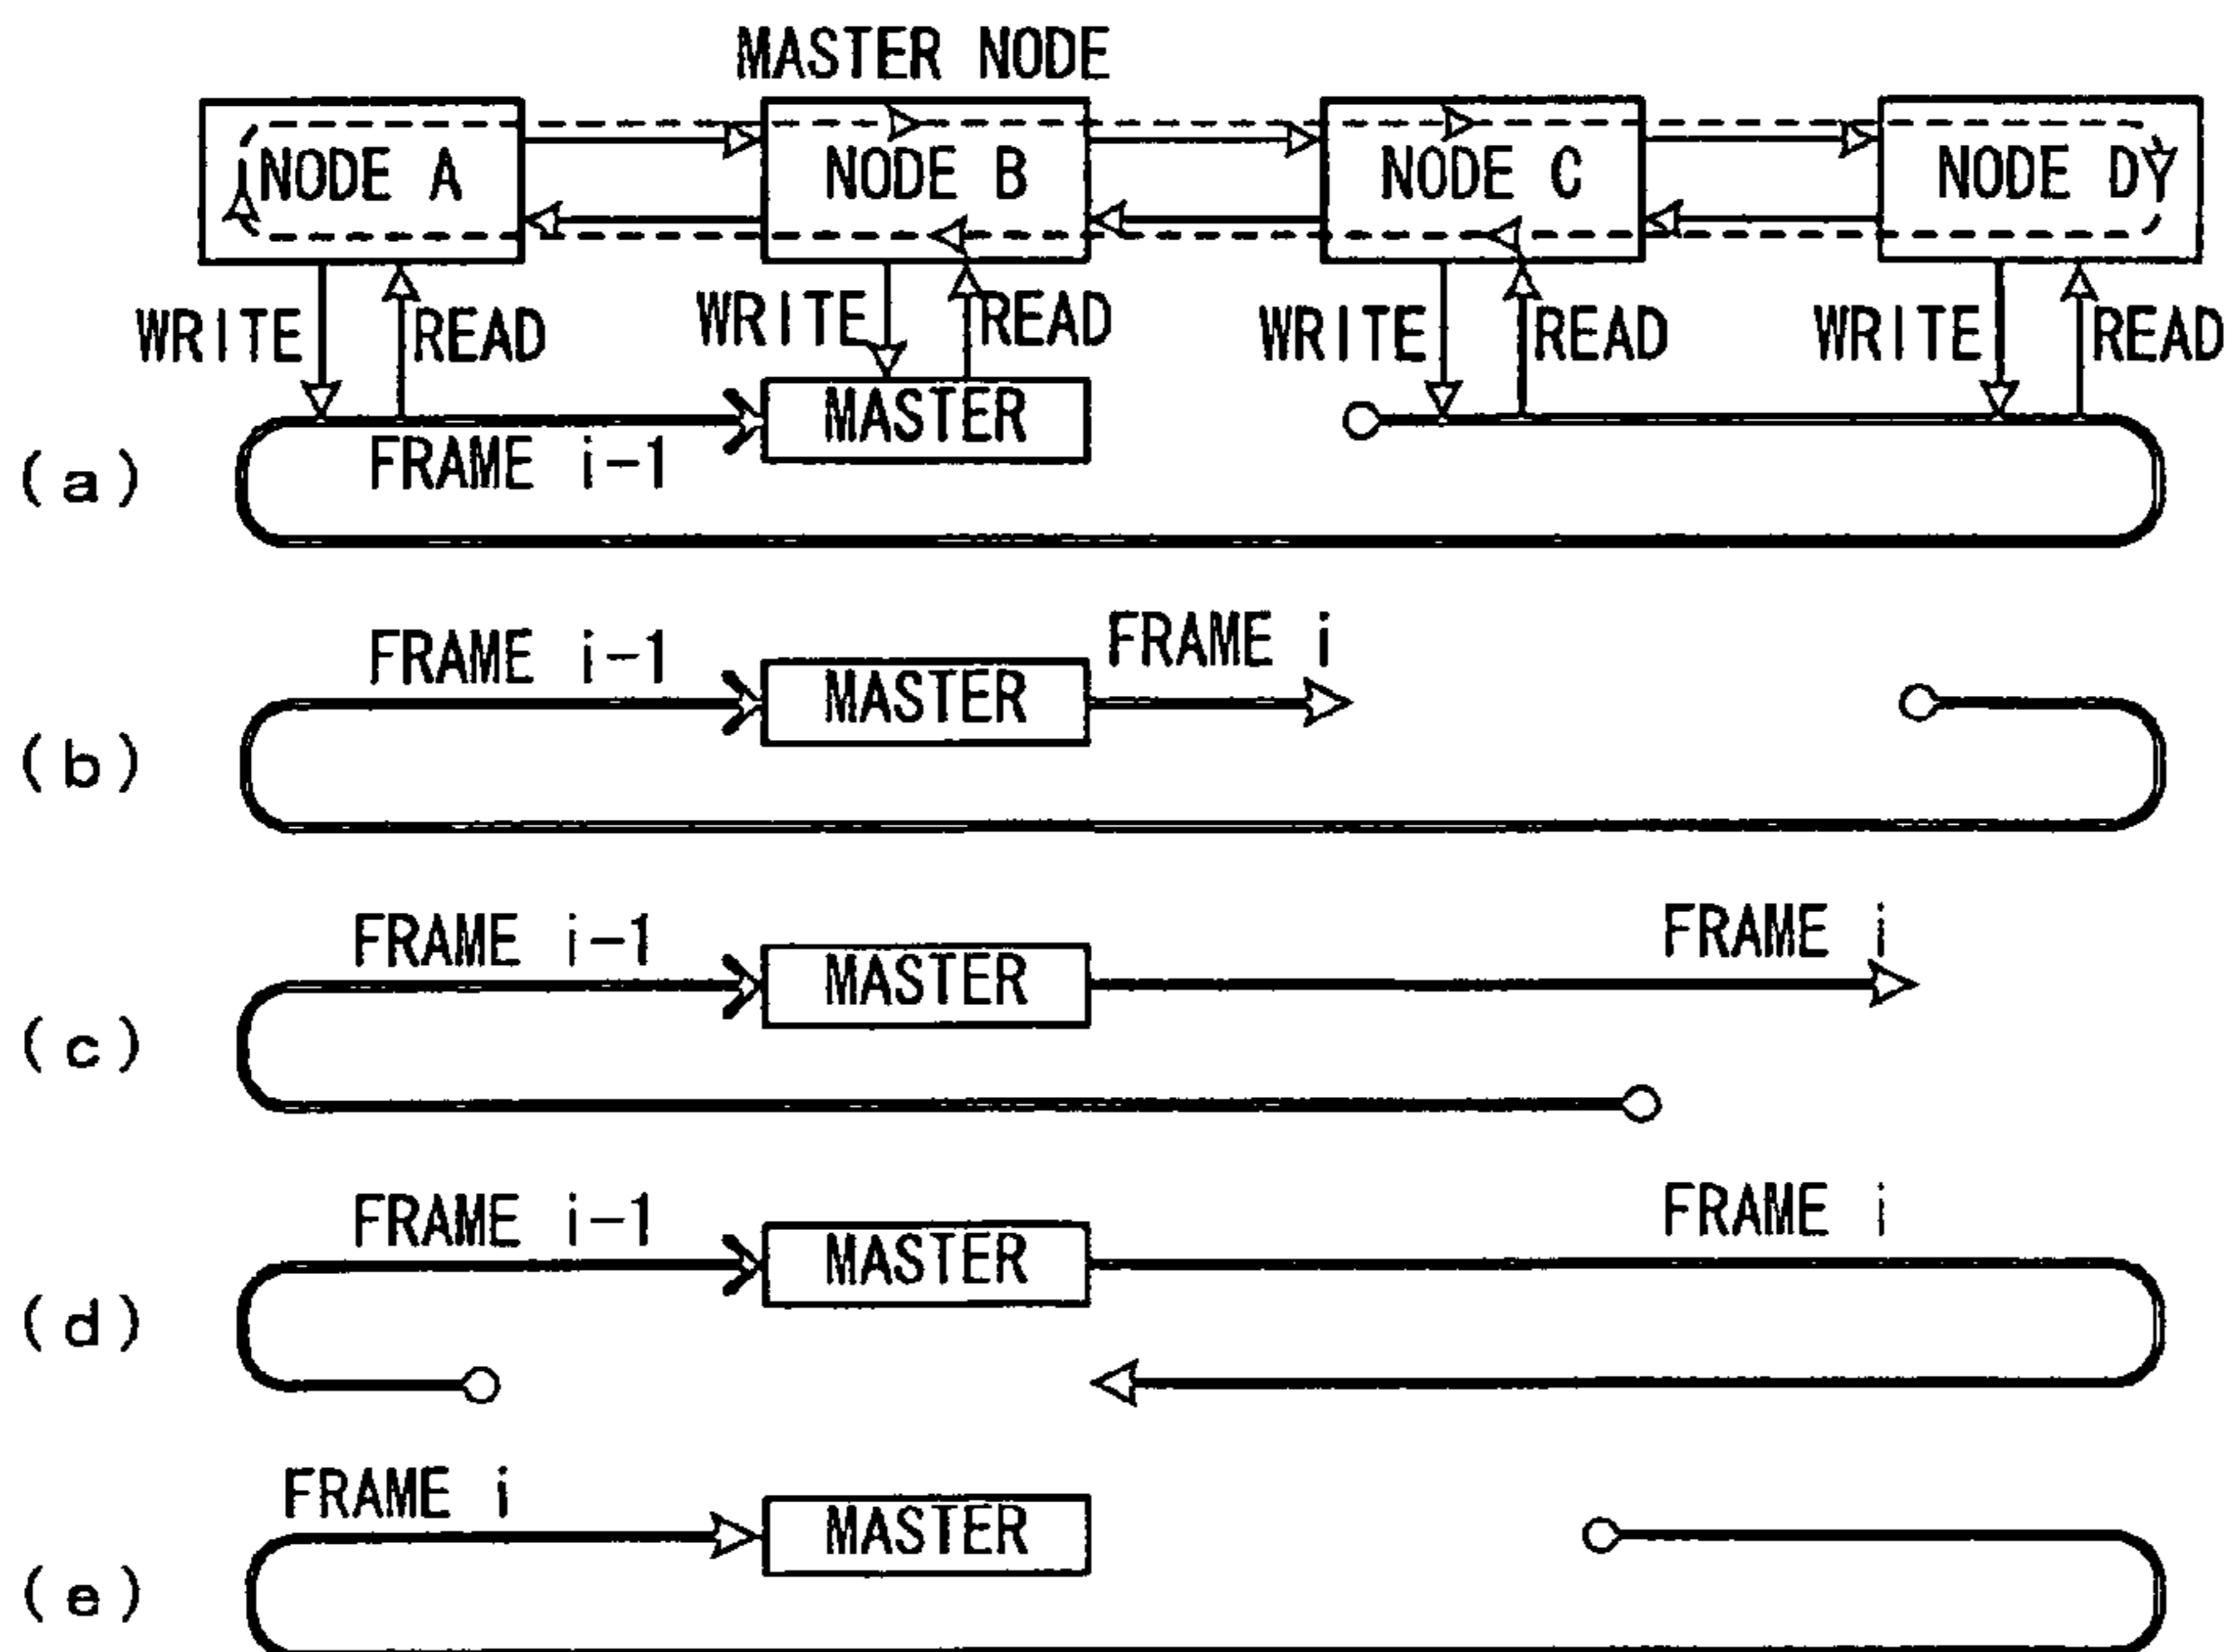 MASTER NODE
NODE A NODE B NODE C NODE D
WRITE READ WRITE READ WRITE READ WRITE READ
MASTER
(a) FRAME i-1
FRAME i-1 MASTER FRAME i
(b)
FRAME i-1 MASTER FRAME i
(c)
FRAME i-1 MASTER FRAME i
(d)
FRAME i MASTER
(e)